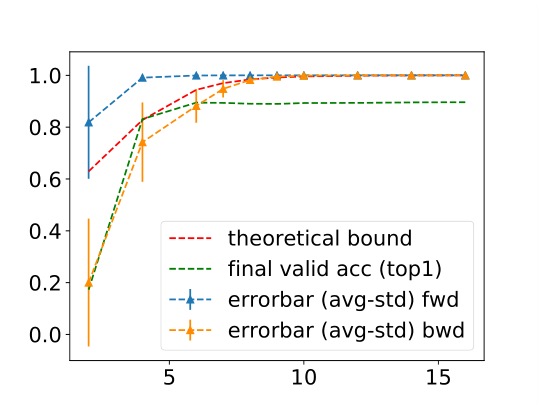 1.0
0.8
0.6
0.4
0.2
0.0
theoretical bound
final valid acc (top1)
errorbar (avg-std) fwd
errorbar (avg-std) bwd
5 10 15